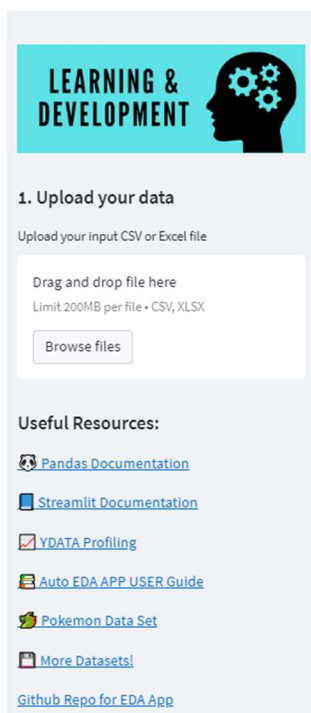 LEARNING &
DEVELOPMENT
1. Upload your data
Upload your input CSV or Excel file
Drag and drop file here
Limit 200MB per file • CSV, XLSX
Browse files
Useful Resources:
🐼 Pandas Documentation
📘 Streamlit Documentation
📈 YDATA Profiling
📚 Auto EDA APP USER Guide
🐲 Pokemon Data Set
💾 More Datasets!
Github Repo for EDA App